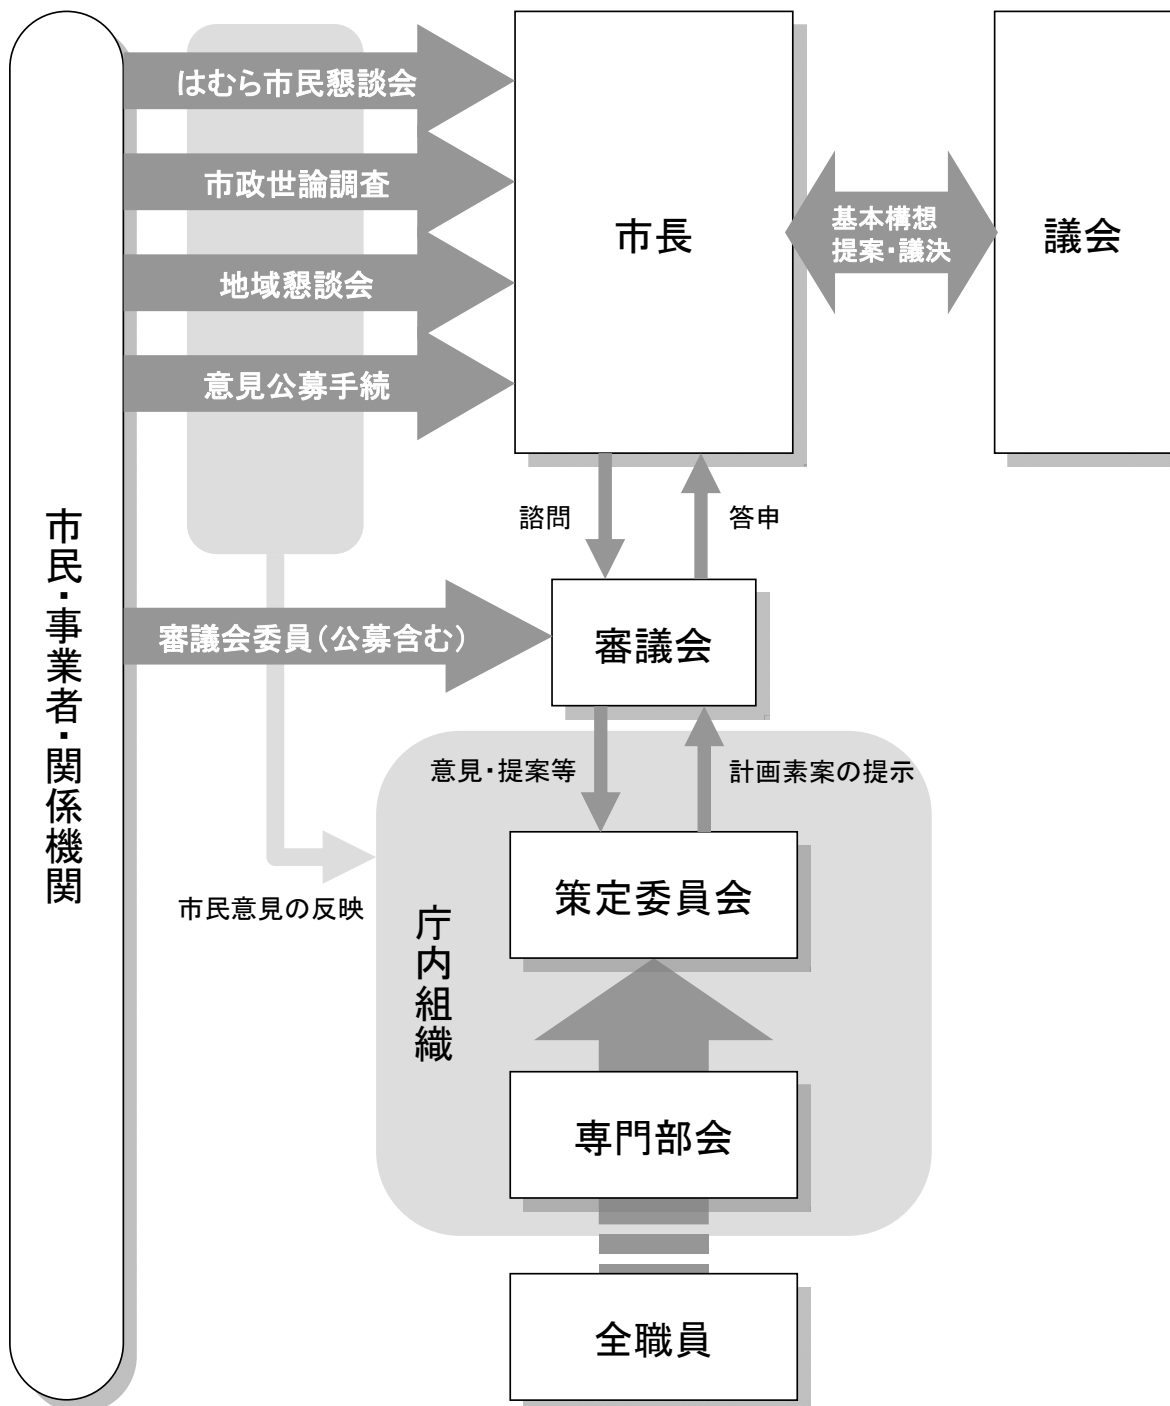 はむら市民懇談会
市政世論調査
地域懇談会
意見公募手続
市長
基本構想
提案・議決
議会
諮問
答申
市民・事業者・関係機関
審議会委員（公募含む）
審議会
意見・提案等
計画素案の提示
策定委員会
市民意見の反映
庁内組織
専門部会
全職員